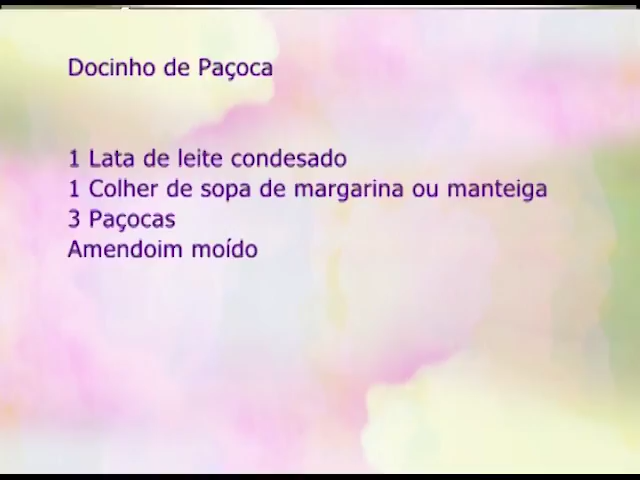 Docinho de Paçoca
1 Lata de leite condesado
1 Colher de sopa de margarina ou manteiga
3 Paçocas
Amendoim moído